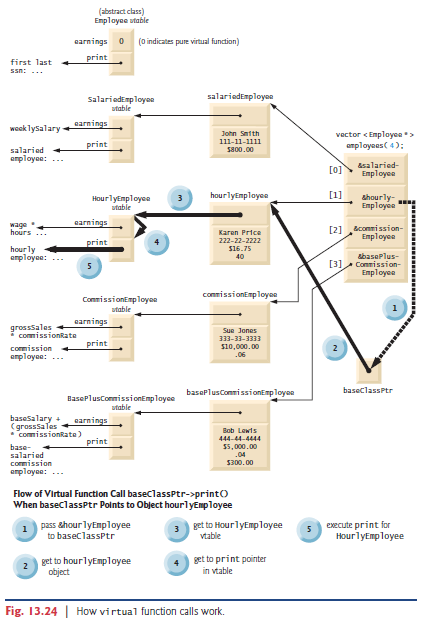 (abstract class)
Employee vtable
earnings 0 (0 indicates pure virtual function)
print
first last
ssn: ...
SalariedEmployee
vtable
salariedEmployee
earnings
weeklySalary
print
salaried
employee: ...
John Smith
111-11-1111
$800.00
vector < Employee * >
employees( 4 );
[0] &salaried-
Employee
[1] &hourly-
Employee
[2] &commission-
Employee
[3] &basePlus-
Commission-
Employee
HourlyEmployee
vtable
3
hourlyEmployee
earnings
wage *
hours ...
print
hourly
employee: ...
4
5
Karen Price
222-22-2222
$16.75
40
1
2
baseClassPtr
CommissionEmployee
vtable
commissionEmployee
earnings
grossSales
* commissionRate
print
commission
employee: ...
Sue Jones
333-33-3333
$10,000.00
.06
BasePlusCommissionEmployee
vtable
basePlusCommissionEmployee
baseSalary +
(grossSales
* commissionRate)
earnings
print
base-
salaried
commission
employee: ...
Bob Lewis
444-44-4444
$5,000.00
.04
$300.00
Flow of Virtual Function Call baseClassPtr->print()
When baseClassPtr Points to Object hourlyEmployee
1 pass &hourlyEmployee
to baseClassPtr
2 get to hourlyEmployee
object
3 get to HourlyEmployee
vtable
4 get to print pointer
in vtable
5 execute print for
HourlyEmployee
Fig. 13.24 | How virtual function calls work.